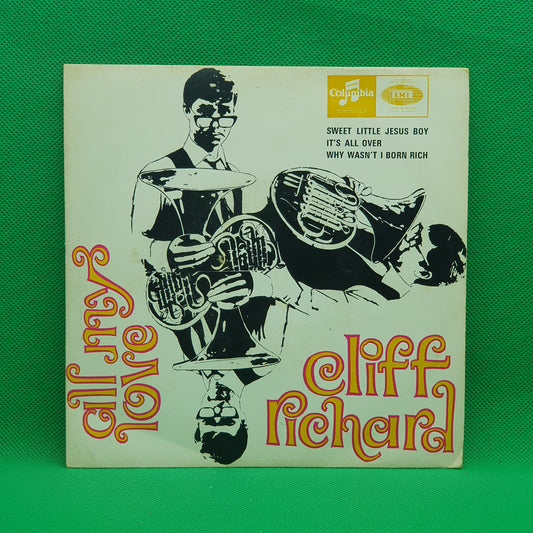 Columbia
EMI
SWEET LITTLE JESUS BOY
IT'S ALL OVER
WHY WASN'T I BORN RICH
all my
love
cliff
richard